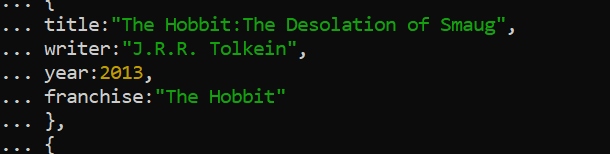 ... {
... title:"The Hobbit:The Desolation of Smaug",
... writer:"J.R.R. Tolkein",
... year:2013,
... franchise:"The Hobbit"
... },
... {